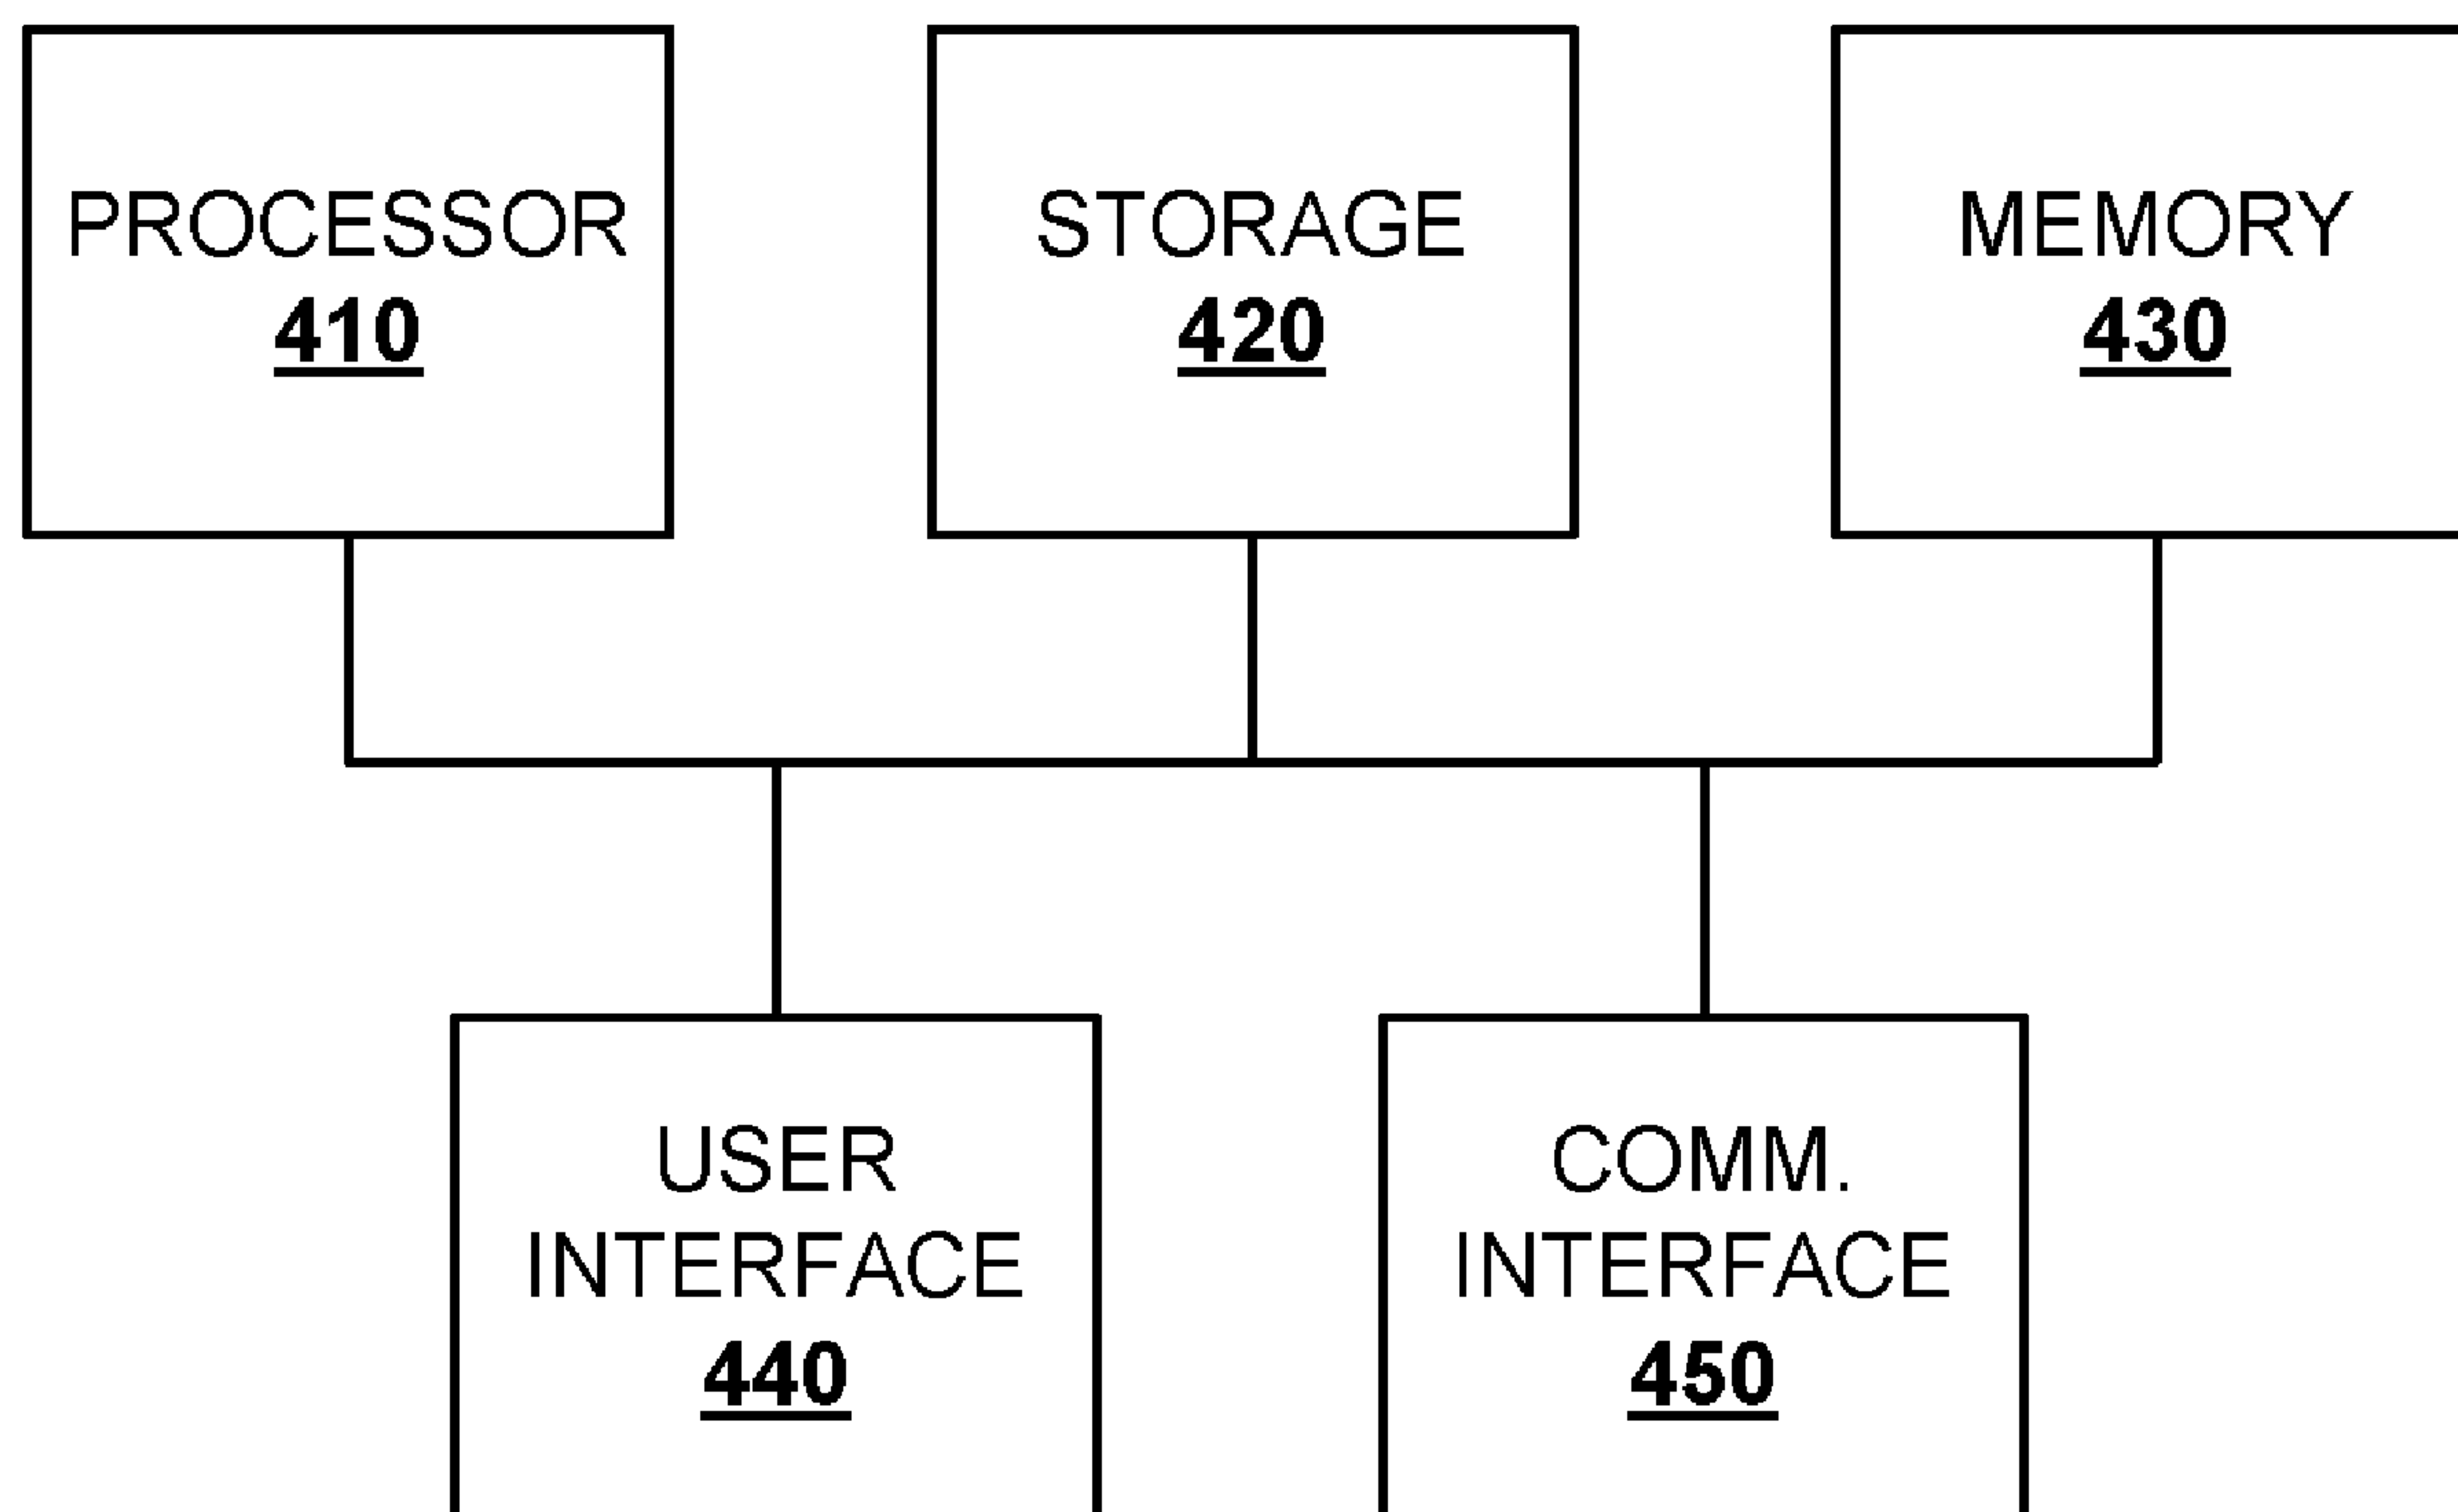 PROCESSOR
410
STORAGE
420
MEMORY
430
USER
INTERFACE
440
COMM.
INTERFACE
450